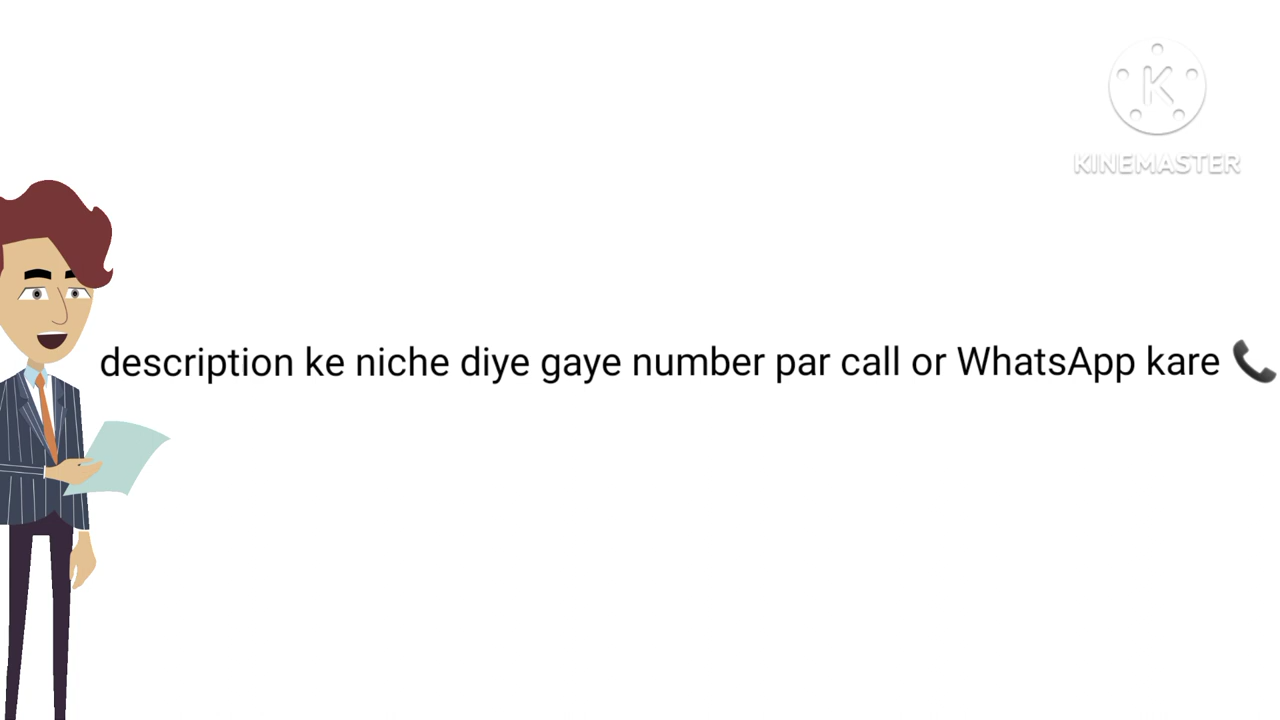 KINEMASTER
description ke niche diye gaye number par call or WhatsApp kare 📞